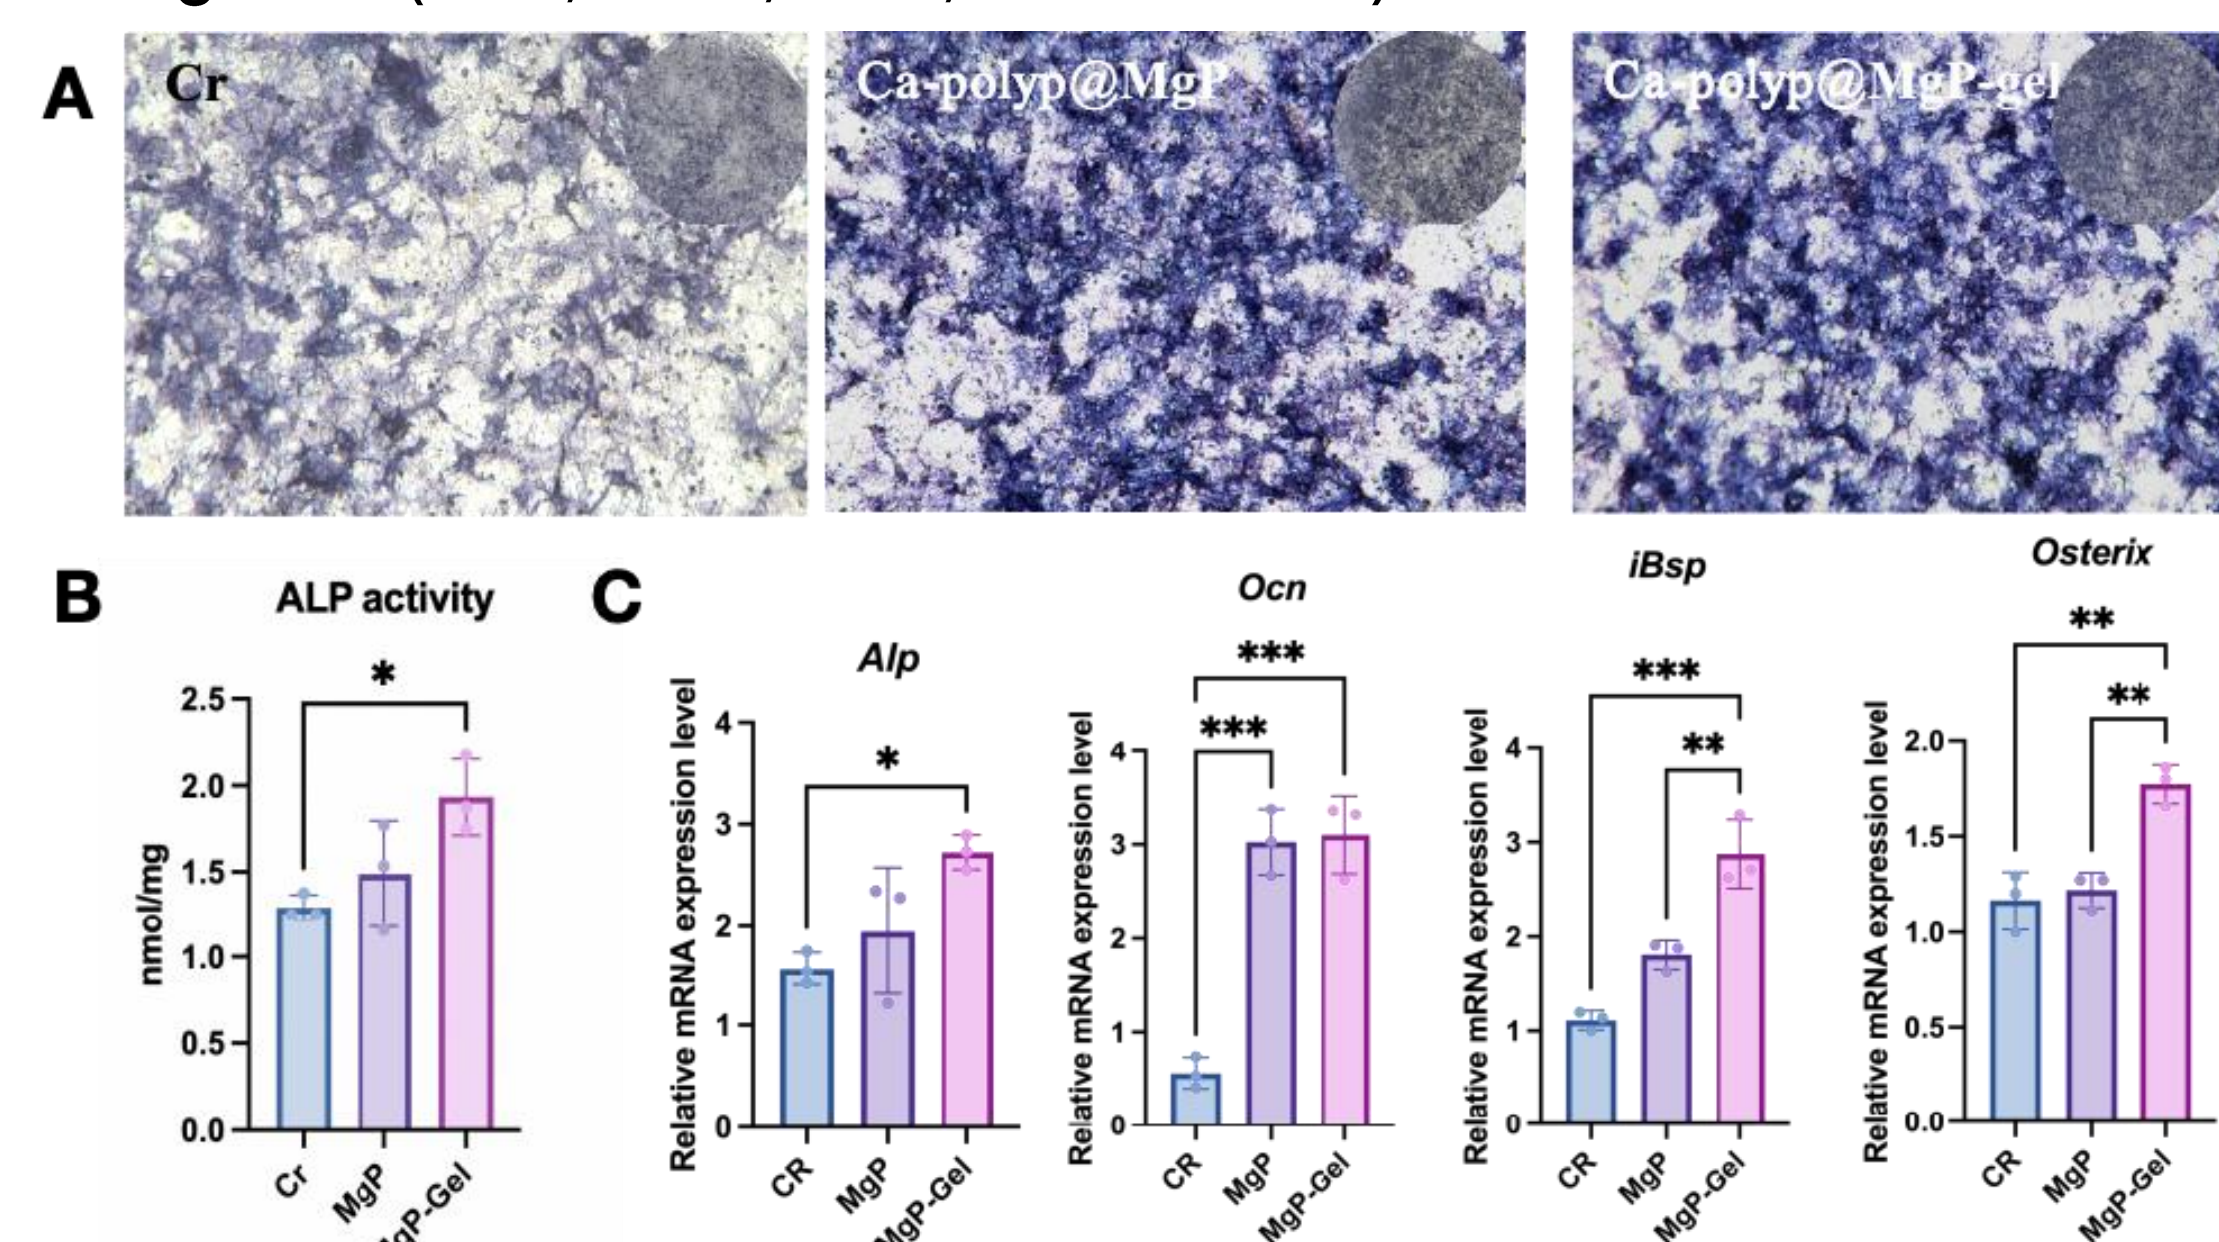 A
Cr
Ca-polyp@MgP
Ca-polyp@MgP-gel
B
ALP activity
*
nmol/mg
2.5
2.0
1.5
1.0
0.5
0.0
Cr
MgP
MgP-Gel
C
Alp
*
Relative mRNA expression level
4
3
2
1
0
CR
MgP
MgP-Gel
Ocn
***
***
Relative mRNA expression level
4
3
2
1
0
CR
MgP
MgP-Gel
iBsp
***
**
Relative mRNA expression level
4
3
2
1
0
CR
MgP
MgP-Gel
Osterix
**
**
Relative mRNA expression level
2.0
1.5
1.0
0.5
0.0
CR
MgP
MgP-Gel